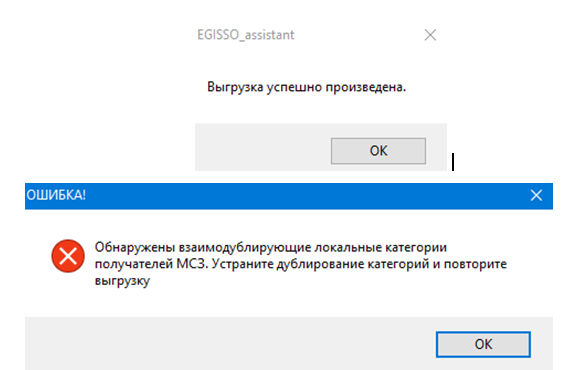 EGISSO_assistant
Выгрузка успешно произведена.
OK
ОШИБКА!
Обнаружены взаимодублирующие локальные категории
получателей МСЗ. Устраните дублирование категорий и повторите
выгрузку
OK